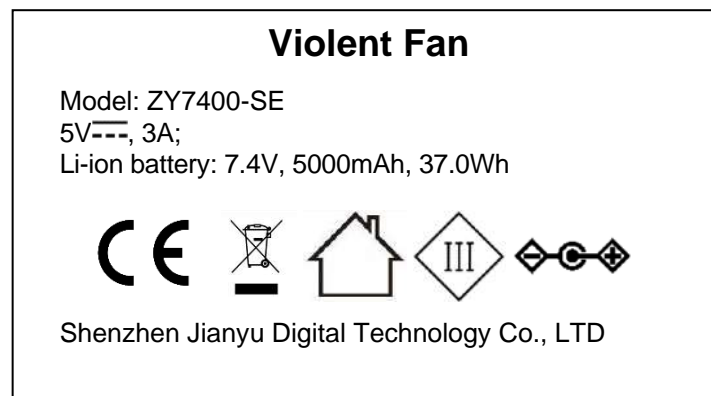 Violent Fan
Model: ZY7400-SE
5V⎓, 3A;
Li-ion battery: 7.4V, 5000mAh, 37.0Wh
CE III
Shenzhen Jianyu Digital Technology Co., LTD